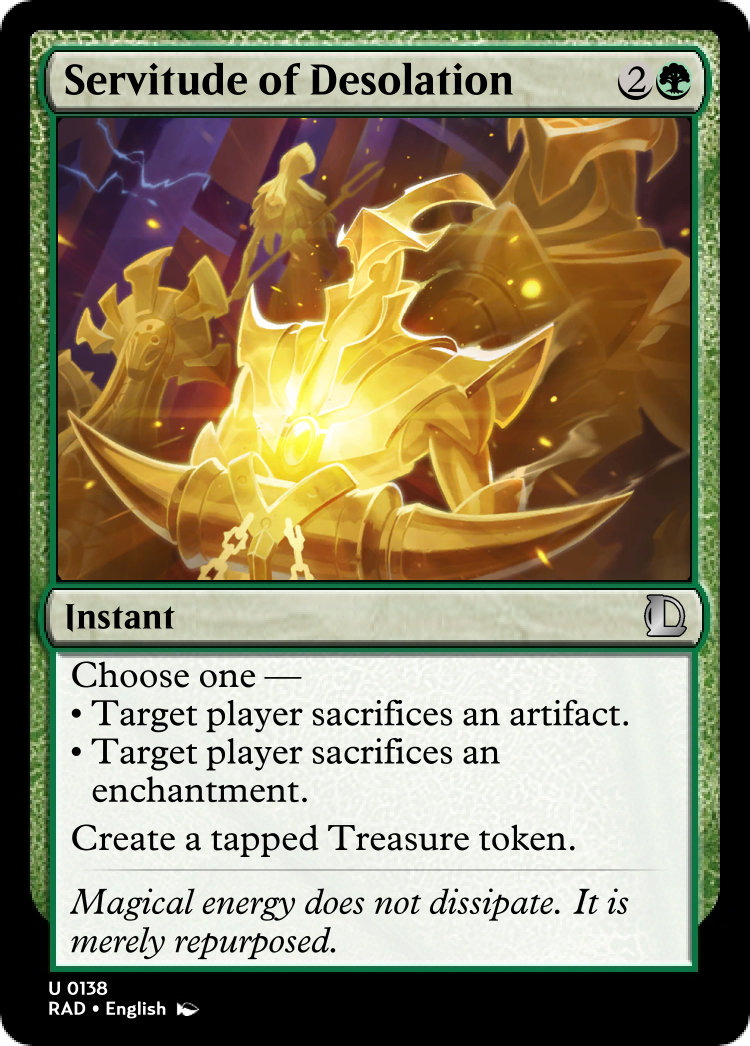 Servitude of Desolation 2
Instant
Choose one —
• Target player sacrifices an artifact.
• Target player sacrifices an
enchantment.
Create a tapped Treasure token.
Magical energy does not dissipate. It is
merely repurposed.
U 0138
RAD • English